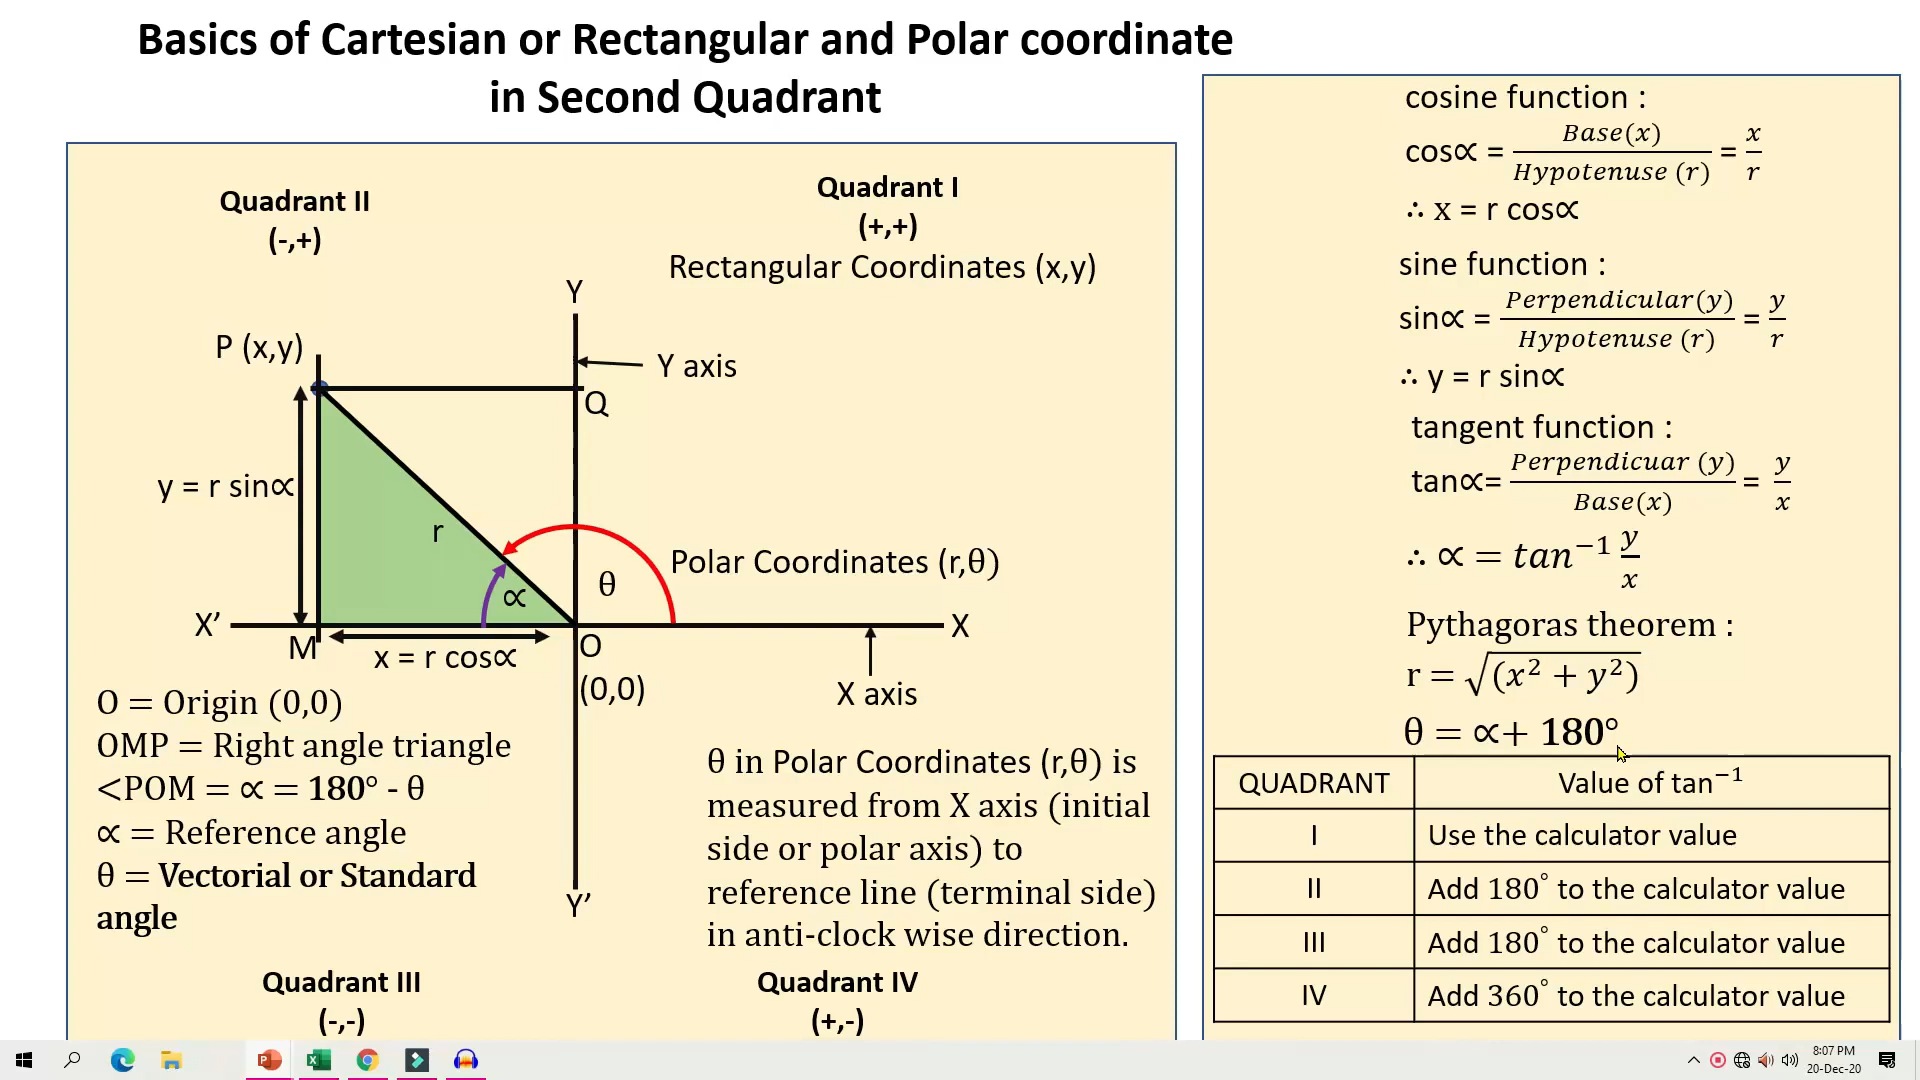 Basics of Cartesian or Rectangular and Polar coordinate
in Second Quadrant
Quadrant II
(-,+)
Quadrant I
(+,+)
Rectangular Coordinates (x,y)
Y
P (x,y)
Y axis
Q
y = r sin∝
r
Polar Coordinates (r,θ)
θ
∝
X’
X
M
x = r cos∝
O
(0,0)
X axis
O = Origin (0,0)
OMP = Right angle triangle
<POM = ∝ = 180° - θ
∝ = Reference angle
θ = Vectorial or Standard
angle
Y’
θ in Polar Coordinates (r,θ) is
measured from X axis (initial
side or polar axis) to
reference line (terminal side)
in anti-clock wise direction.
Quadrant III
(-,-)
Quadrant IV
(+,-)
cosine function :
cos∝ = Base(x) / Hypotenuse (r) = x / r
∴ x = r cos∝
sine function :
sin∝ = Perpendicular(y) / Hypotenuse (r) = y / r
∴ y = r sin∝
tangent function :
tan∝= Perpendicuar (y) / Base(x) = y / x
∴ ∝ = tan⁻¹ y / x
Pythagoras theorem :
r = √(x² + y²)
θ = ∝+ 180°
QUADRANT Value of tan⁻¹
I Use the calculator value
II Add 180° to the calculator value
III Add 180° to the calculator value
IV Add 360° to the calculator value
8:07 PM
20-Dec-20